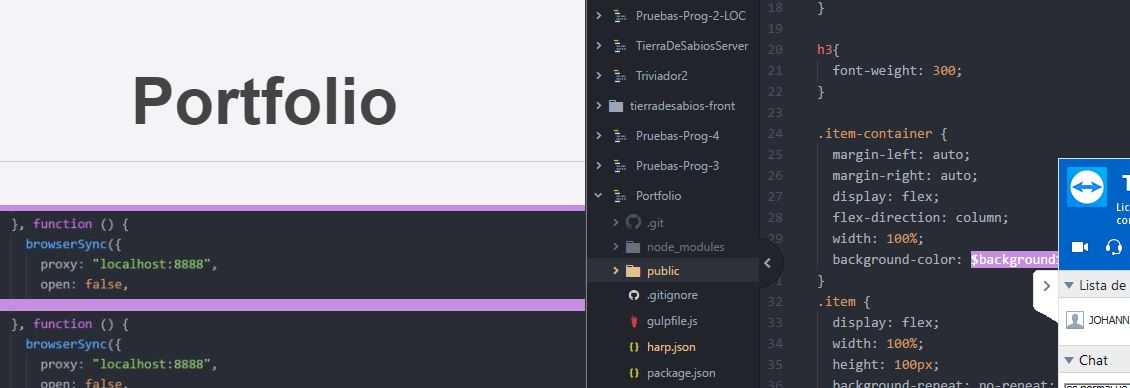 Portfolio
}, function () {
browserSync({
proxy: "localhost:8888",
open: false,
}, function () {
browserSync({
proxy: "localhost:8888",
open: false,
Pruebas-Prog-2-LOC
TierraDeSabiosServer
Triviador2
tierradesabios-front
Pruebas-Prog-4
Pruebas-Prog-3
Portfolio
.git
node_modules
public
.gitignore
gulpfile.js
{} harp.json
{} package.json
18 }
19
20 h3{
21 font-weight: 300;
22 }
23
24 .item-container {
25 margin-left: auto;
26 margin-right: auto;
27 display: flex;
28 flex-direction: column;
29 width: 100%;
30 background-color: $background
31 }
32 .item {
33 display: flex;
34 width: 100%;
35 height: 100px;
36 background-repeat: no-repeat;
T
Lic
con
Lista de
JOHANN
Chat